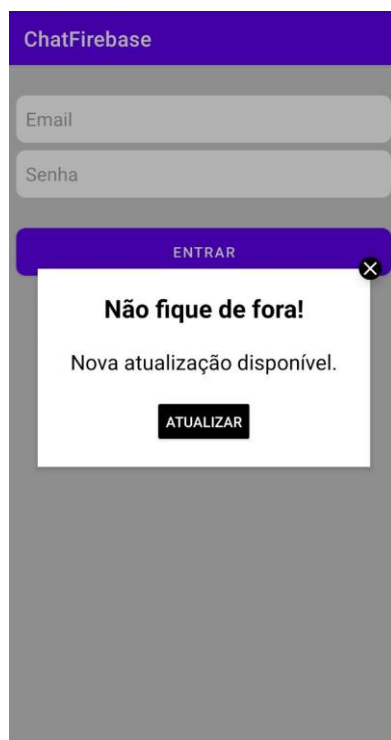 ChatFirebase
Email
Senha
ENTRAR
Não fique de fora!
Nova atualização disponível.
ATUALIZAR